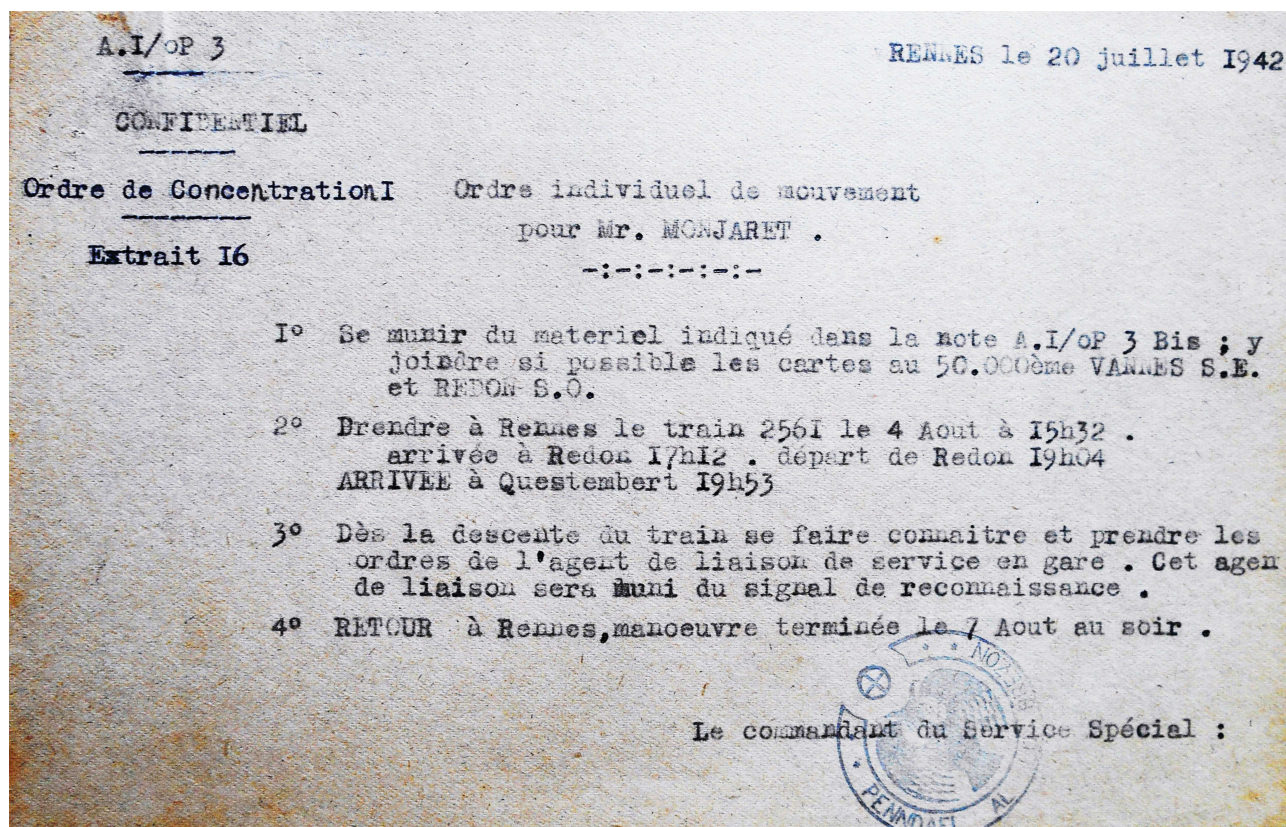 A.I/oP 3
RENNES le 20 juillet I942
CONFIDENTIEL
Ordre de ConcentrationI
Ordre individuel de mouvement
pour Mr. MONJARET .
Extrait I6
-:-:-:-:-:-
I° Se munir du materiel indiqué dans la note A.I/oP 3 Bis ; y
joindre si possible les cartes au 50.000ème VANNES S.E.
et REDON S.O.
2° Prendre à Rennes le train 256I le 4 Aout à I5h32 .
arrivée à Redon I7hI2 . départ de Redon I9h04
ARRIVEE à Questembert I9h53
3° Dès la descente du train se faire connaitre et prendre les
ordres de l'agent de liaison de service en gare . Cet agen
de liaison sera muni du signal de reconnaissance .
4° RETOUR à Rennes,manoeuvre terminée le 7 Aout au soir .
Le commandant du Service Spécial :
PENNDAEL AL